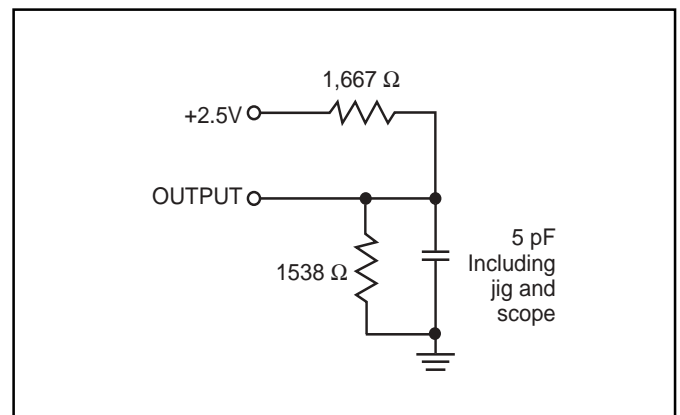 1,667 Ω
+2.5V
OUTPUT
1538 Ω
5 pF
Including
jig and
scope